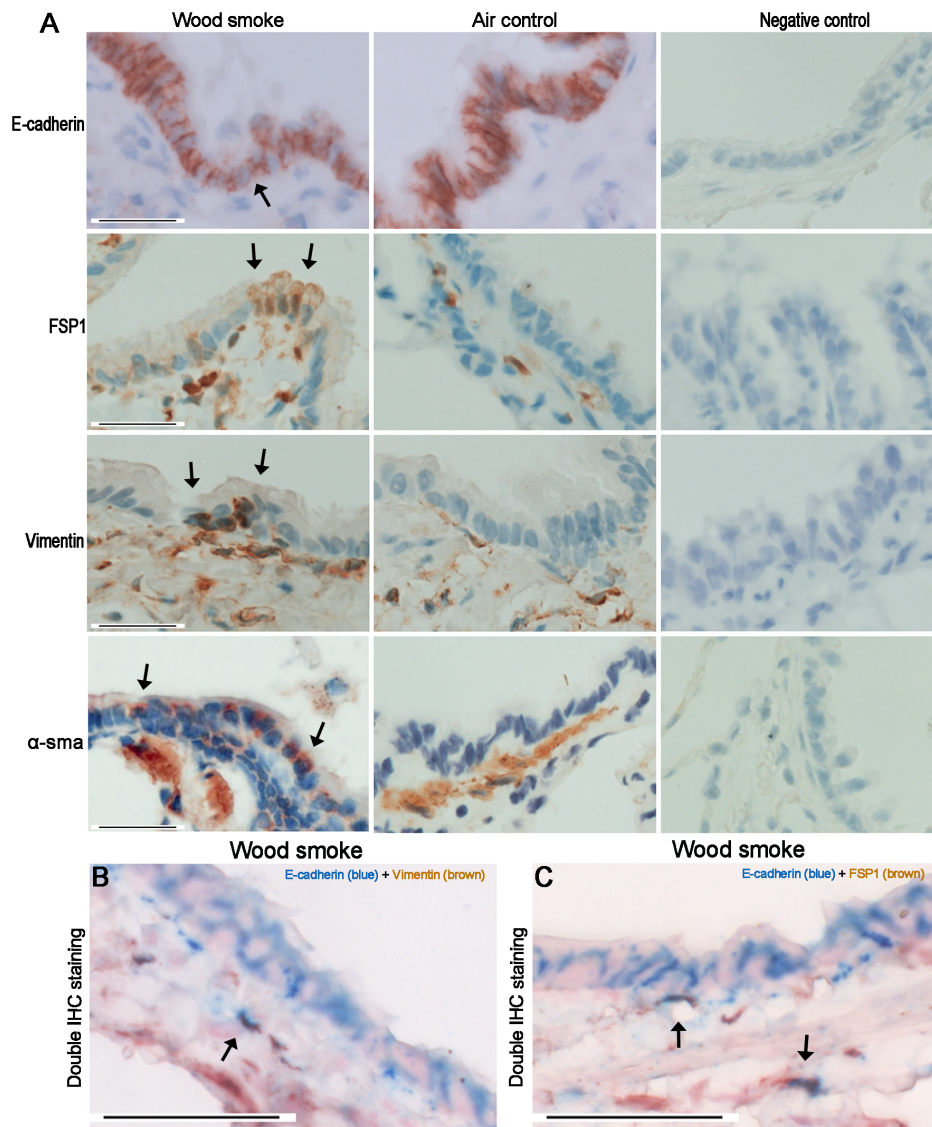 A
Wood smoke
Air control
Negative control
E-cadherin
FSP1
Vimentin
α-sma
Wood smoke
Wood smoke
B
E-cadherin (blue) + Vimentin (brown)
C
E-cadherin (blue) + FSP1 (brown)
Double IHC staining
Double IHC staining